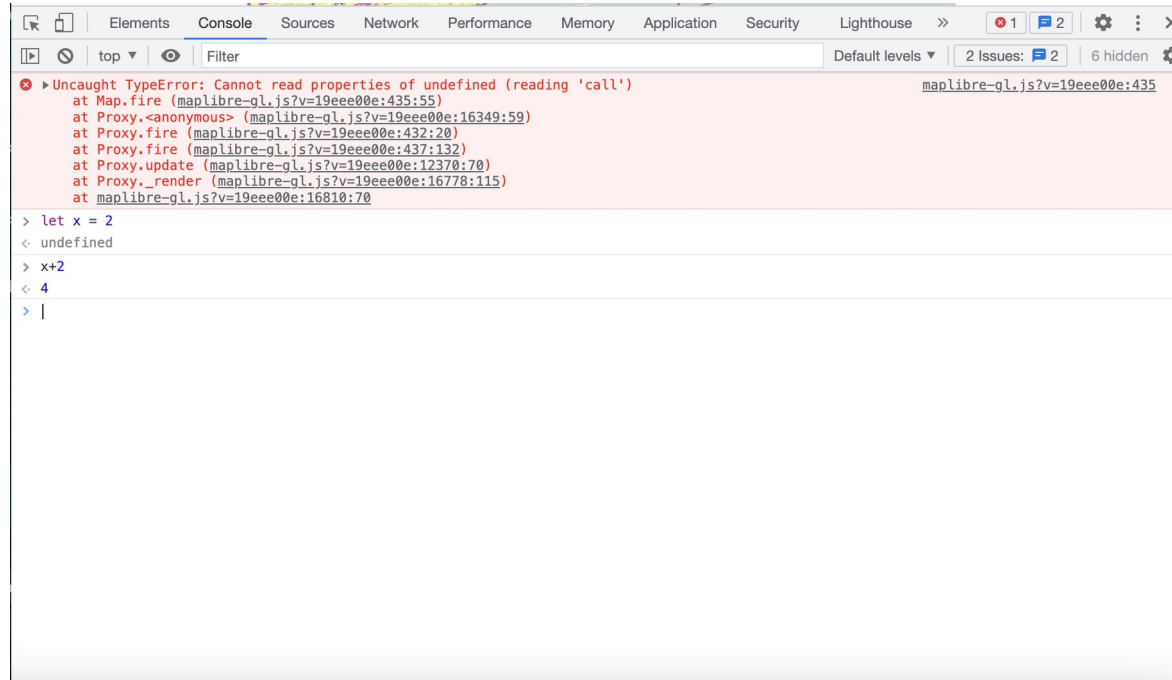 Elements Console Sources Network Performance Memory Application Security Lighthouse » 1 2
top ▼ Filter Default levels ▼ 2 Issues: 2 6 hidden
▶Uncaught TypeError: Cannot read properties of undefined (reading 'call') maplibre-gl.js?v=19eee00e:435
at Map.fire (maplibre-gl.js?v=19eee00e:435:55)
at Proxy.<anonymous> (maplibre-gl.js?v=19eee00e:16349:59)
at Proxy.fire (maplibre-gl.js?v=19eee00e:432:20)
at Proxy.fire (maplibre-gl.js?v=19eee00e:437:132)
at Proxy.update (maplibre-gl.js?v=19eee00e:12370:70)
at Proxy._render (maplibre-gl.js?v=19eee00e:16778:115)
at maplibre-gl.js?v=19eee00e:16810:70
> let x = 2
< undefined
> x+2
< 4
>